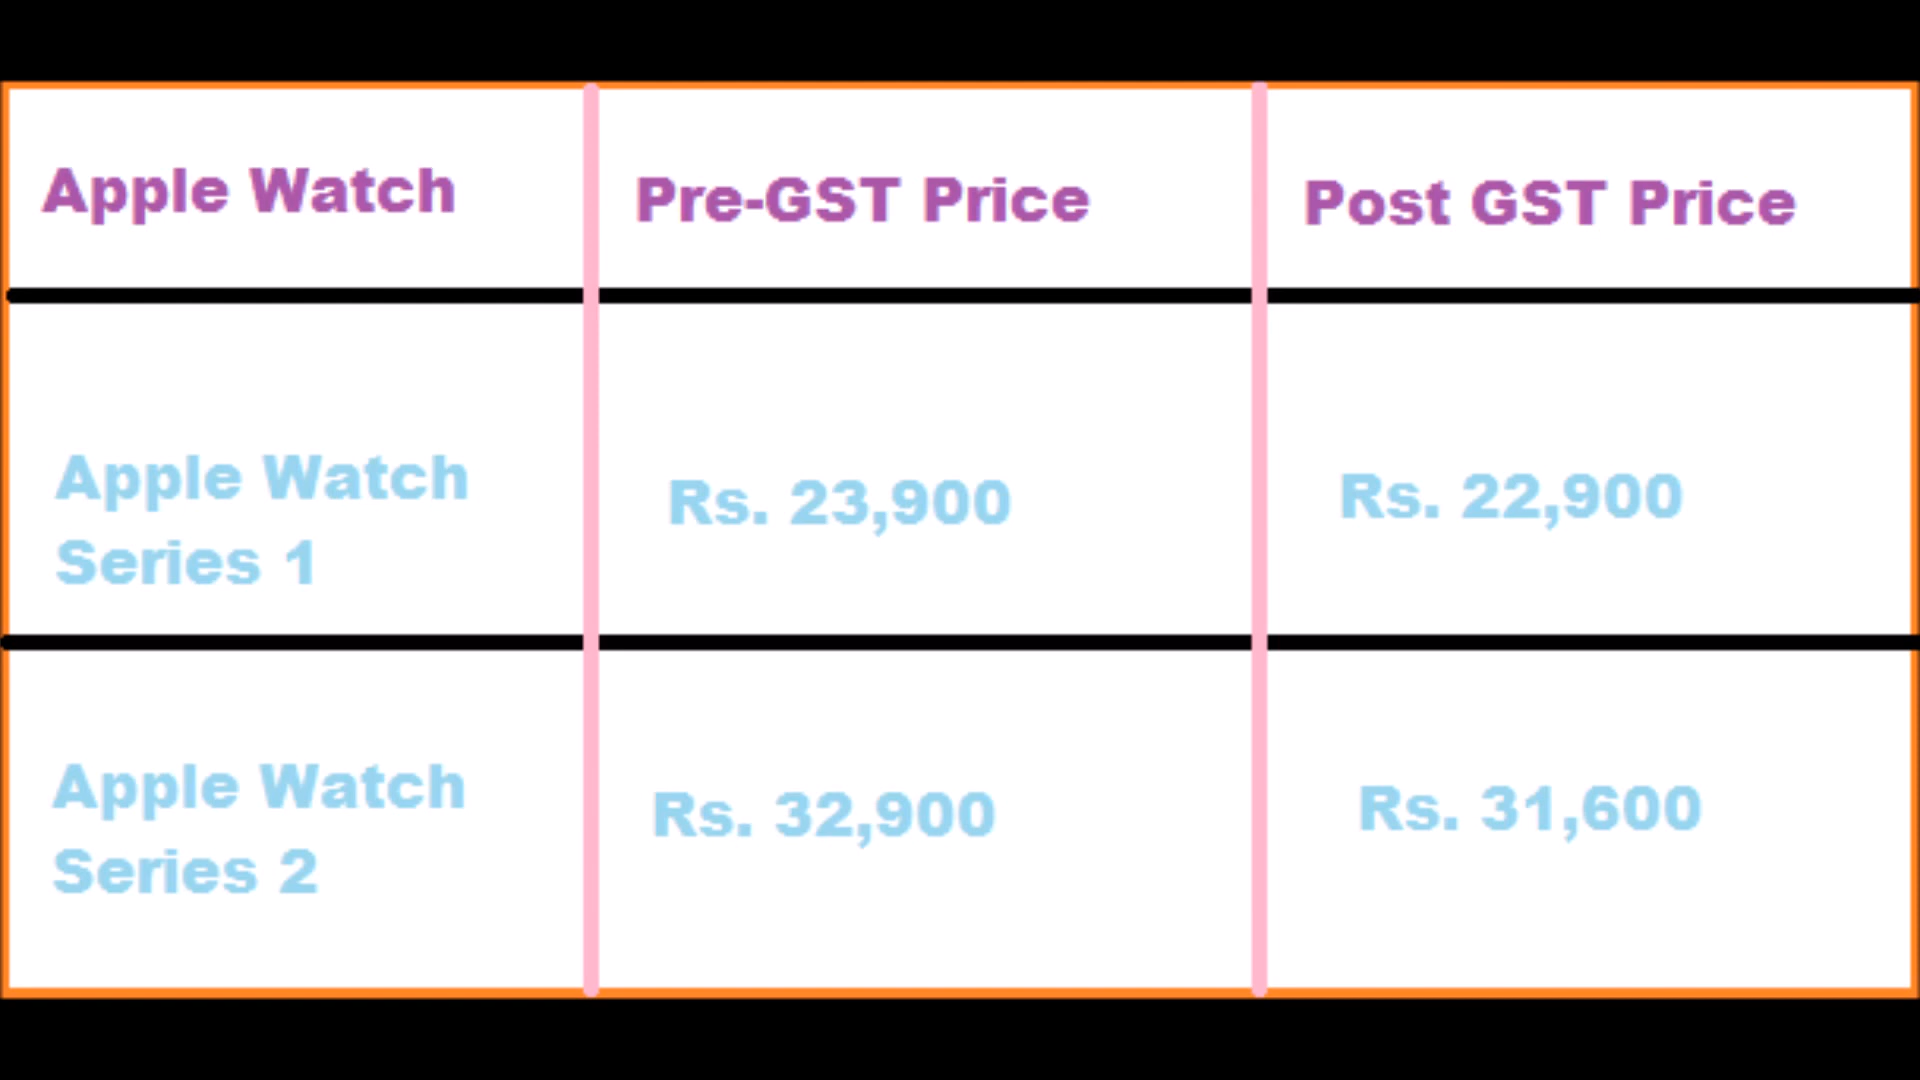 Apple Watch
Pre-GST Price
Post GST Price
Apple Watch
Series 1
Rs. 23,900
Rs. 22,900
Apple Watch
Series 2
Rs. 32,900
Rs. 31,600